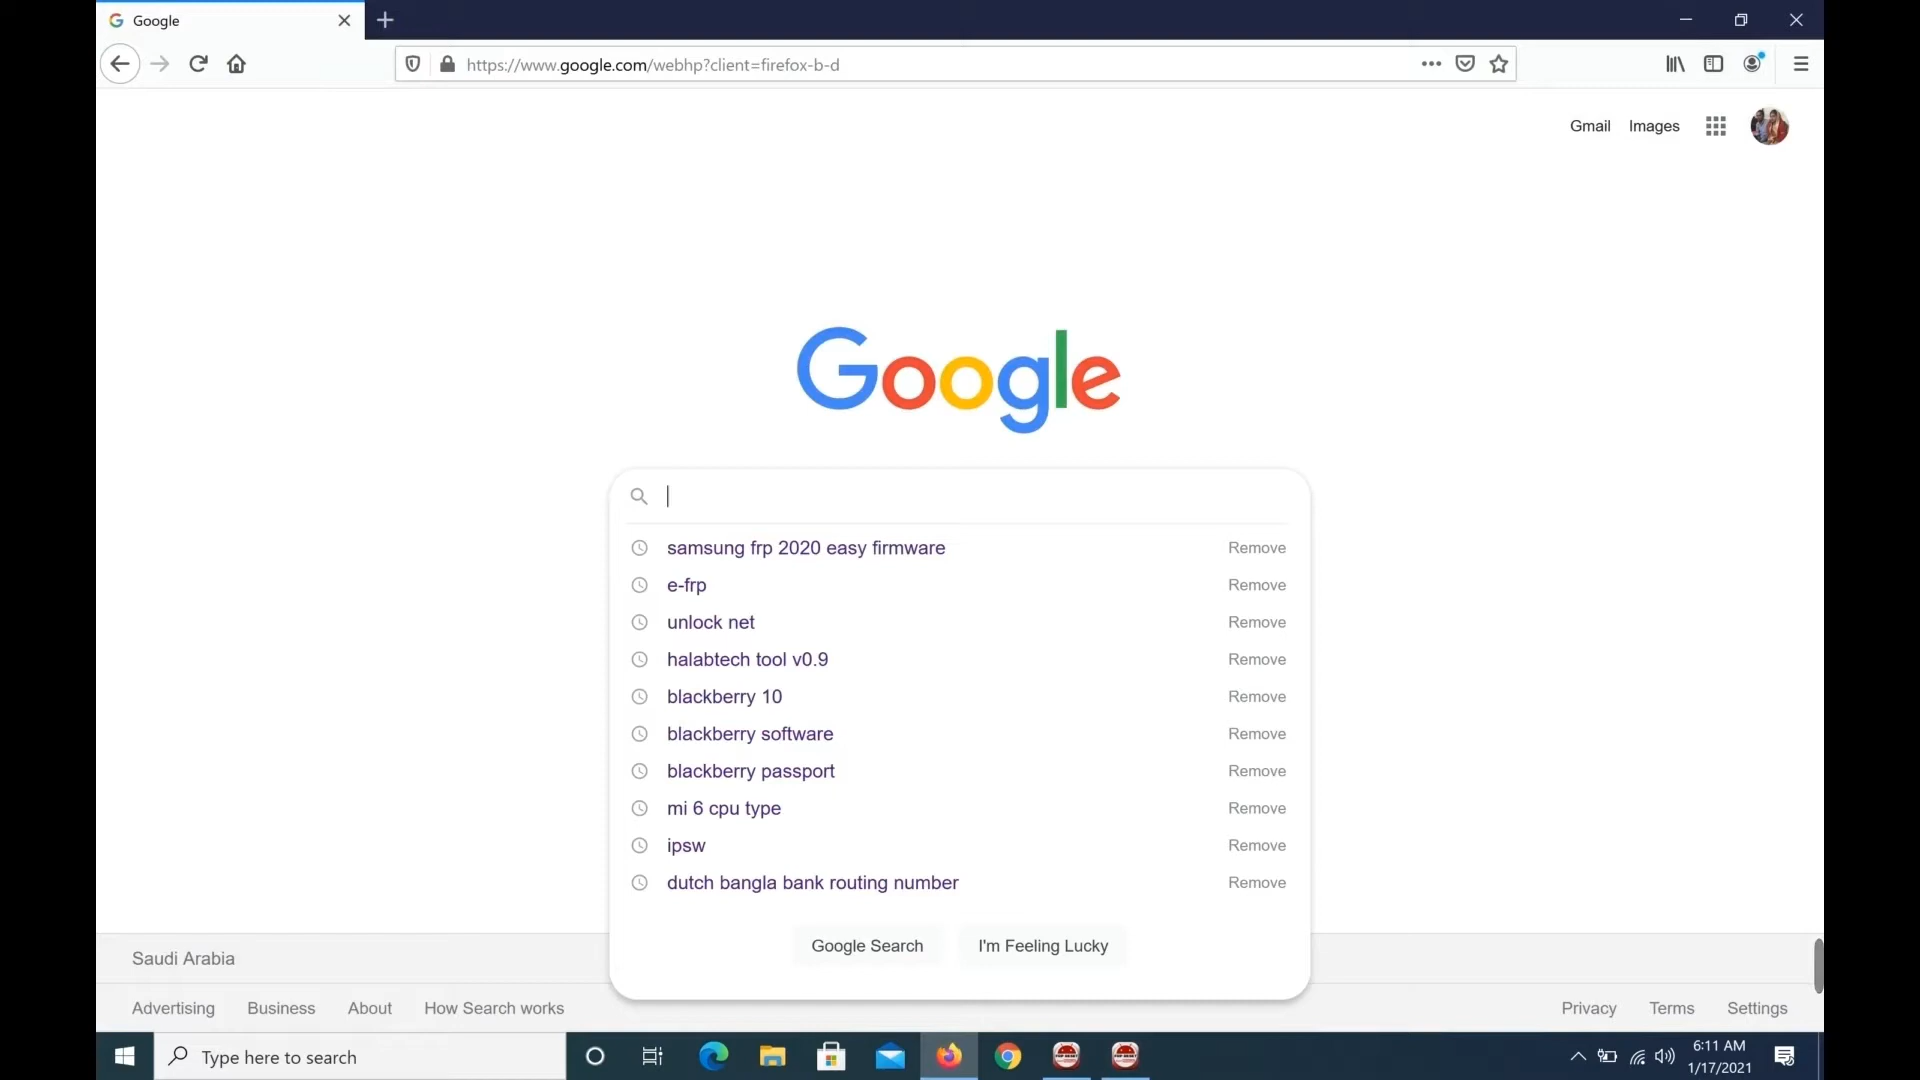 Google
https://www.google.com/webhp?client=firefox-b-d
Gmail Images
Google
samsung frp 2020 easy firmware Remove
e-frp Remove
unlock net Remove
halabtech tool v0.9 Remove
blackberry 10 Remove
blackberry software Remove
blackberry passport Remove
mi 6 cpu type Remove
ipsw Remove
dutch bangla bank routing number Remove
Google Search I'm Feeling Lucky
Saudi Arabia
Advertising Business About How Search works Privacy Terms Settings
Type here to search
6:11 AM
1/17/2021